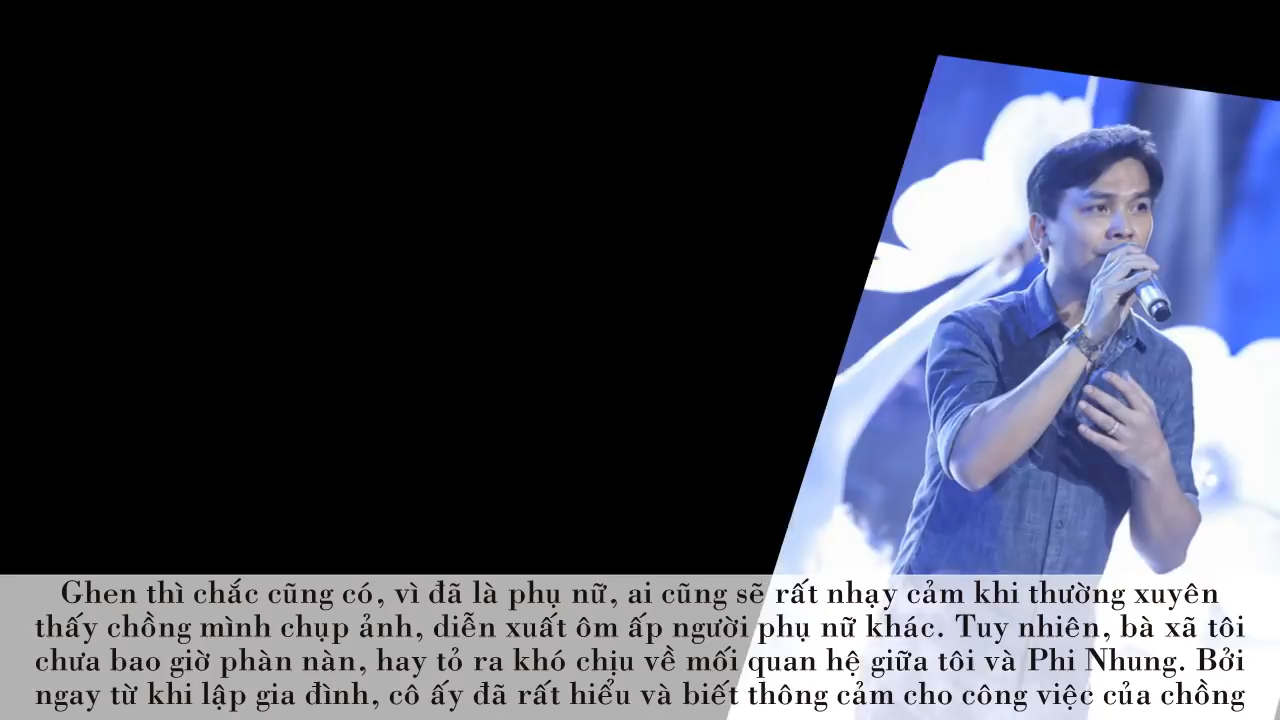 Ghen thì chắc cũng có, vì đã là phụ nữ, ai cũng sẽ rất nhạy cảm khi thường xuyên
thấy chồng mình chụp ảnh, diễn xuất ôm ấp người phụ nữ khác. Tuy nhiên, bà xã tôi
chưa bao giờ phàn nàn, hay tỏ ra khó chịu về mối quan hệ giữa tôi và Phi Nhung. Bởi
ngay từ khi lập gia đình, cô ấy đã rất hiểu và biết thông cảm cho công việc của chồng